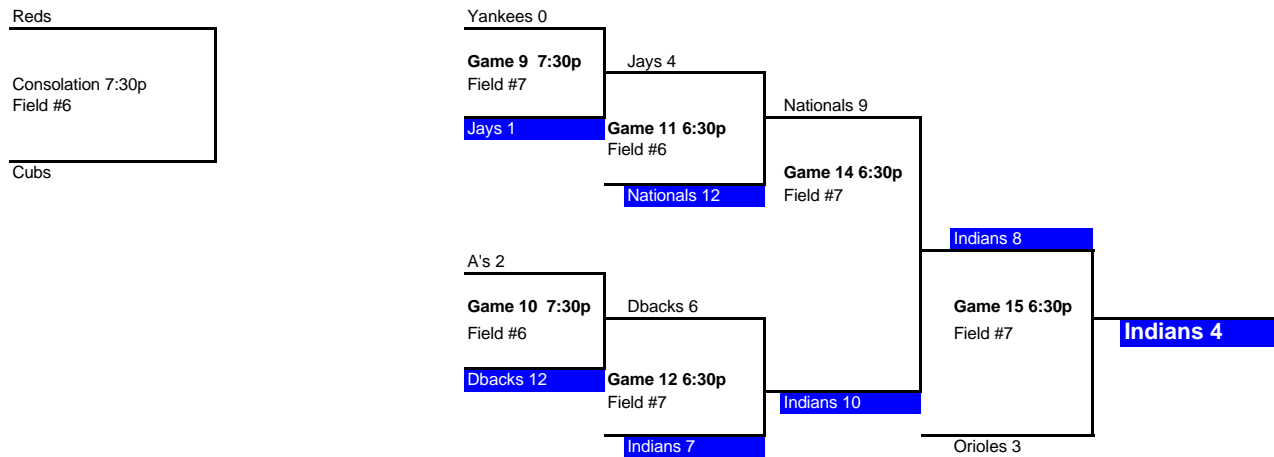 Reds
Consolation 7:30p
Field #6
Cubs
Yankees 0
Game 9  7:30p
Field #7
Jays 1
Jays 4
Game 11 6:30p
Field #6
Nationals 12
Nationals 9
Game 14 6:30p
Field #7
A's 2
Game 10  7:30p
Field #6
Dbacks 12
Dbacks 6
Game 12 6:30p
Field #7
Indians 7
Indians 10
Indians 8
Game 15 6:30p
Field #7
Orioles 3
Indians 4